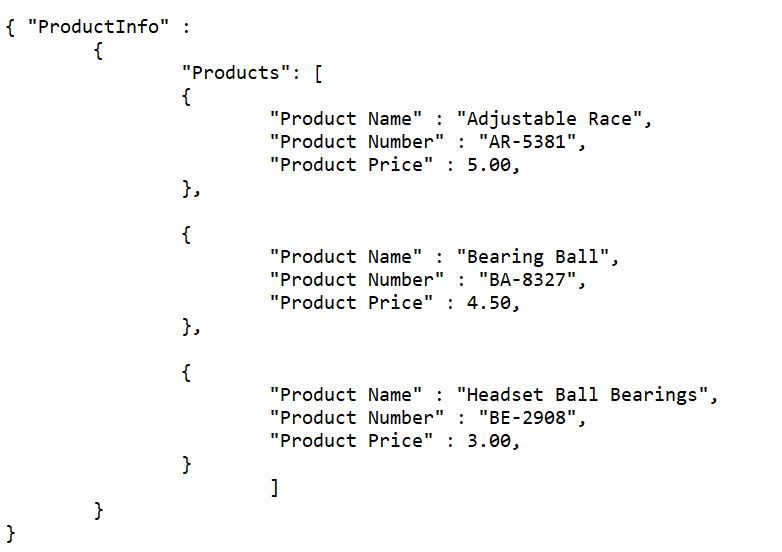 { "ProductInfo" :
{
"Products": [
{
"Product Name" : "Adjustable Race",
"Product Number" : "AR-5381",
"Product Price" : 5.00,
},
{
"Product Name" : "Bearing Ball",
"Product Number" : "BA-8327",
"Product Price" : 4.50,
},
{
"Product Name" : "Headset Ball Bearings",
"Product Number" : "BE-2908",
"Product Price" : 3.00,
}
]
}
}